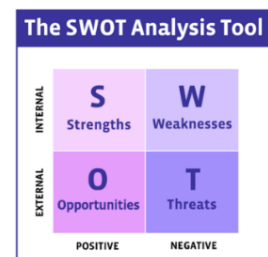 The SWOT Analysis Tool
INTERNAL
S
Strengths
W
Weaknesses
EXTERNAL
O
Opportunities
T
Threats
POSITIVE
NEGATIVE